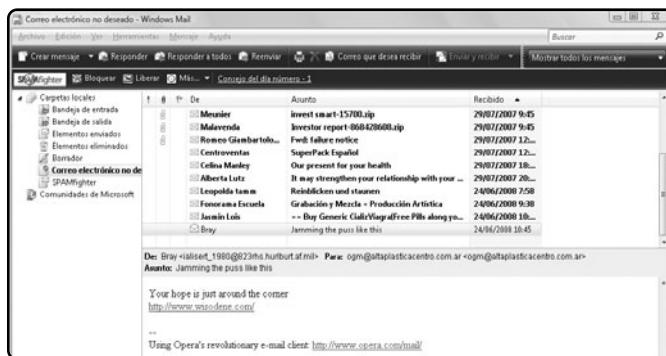 Correo electrónico no deseado - Windows Mail
Archivo Edición Ver Herramientas Mensaje Ayuda
Buscar
Crear mensaje Responder Responder a todos Reenviar Correo que desea recibir Enviar y recibir Mostrar todos los mensajes
SPAMfighter Bloquear Liberar Más... Consejo del día número - 1
Carpetas locales
Bandeja de entrada
Bandeja de salida
Elementos enviados
Elementos eliminados
Borrador
Correo electrónico no de
SPAMfighter
Comunidades de Microsoft
De Asunto Recibido
Meunier invest smart-15700.zip 29/07/2007 9:45
Malavenda Investor report-868428608.zip 29/07/2007 9:45
Romeo Giambartolo... Fwd: failure notice 29/07/2007 12:...
Centroventas SuperPack Español 29/07/2007 12:...
Celina Manley Our present for your health 29/07/2007 18:...
Alberta Lutz It may strengthen your relationship with your ... 29/07/2007 20:...
Leopolda tamm Reinblicken und staunen 24/06/2008 7:58
Fonorama Escuela Grabación y Mezcla - Producción Artística 24/06/2008 9:38
Jasmin Lois -- Buy Generic CializViagra(Free Pills along yo... 24/06/2008 10:...
Bray Jamming the puss like this 24/06/2008 10:45
De: Bray <ialisert_1980@823rhs.hurlburt.af.mil> Para: ogm@altaplasticacentro.com.ar <ogm@altaplasticacentro.com.ar>
Asunto: Jamming the puss like this
Your hope is just around the corner
http://www.wisodene.com/
--
Using Opera's revolutionary e-mail client: http://www.opera.com/mail/